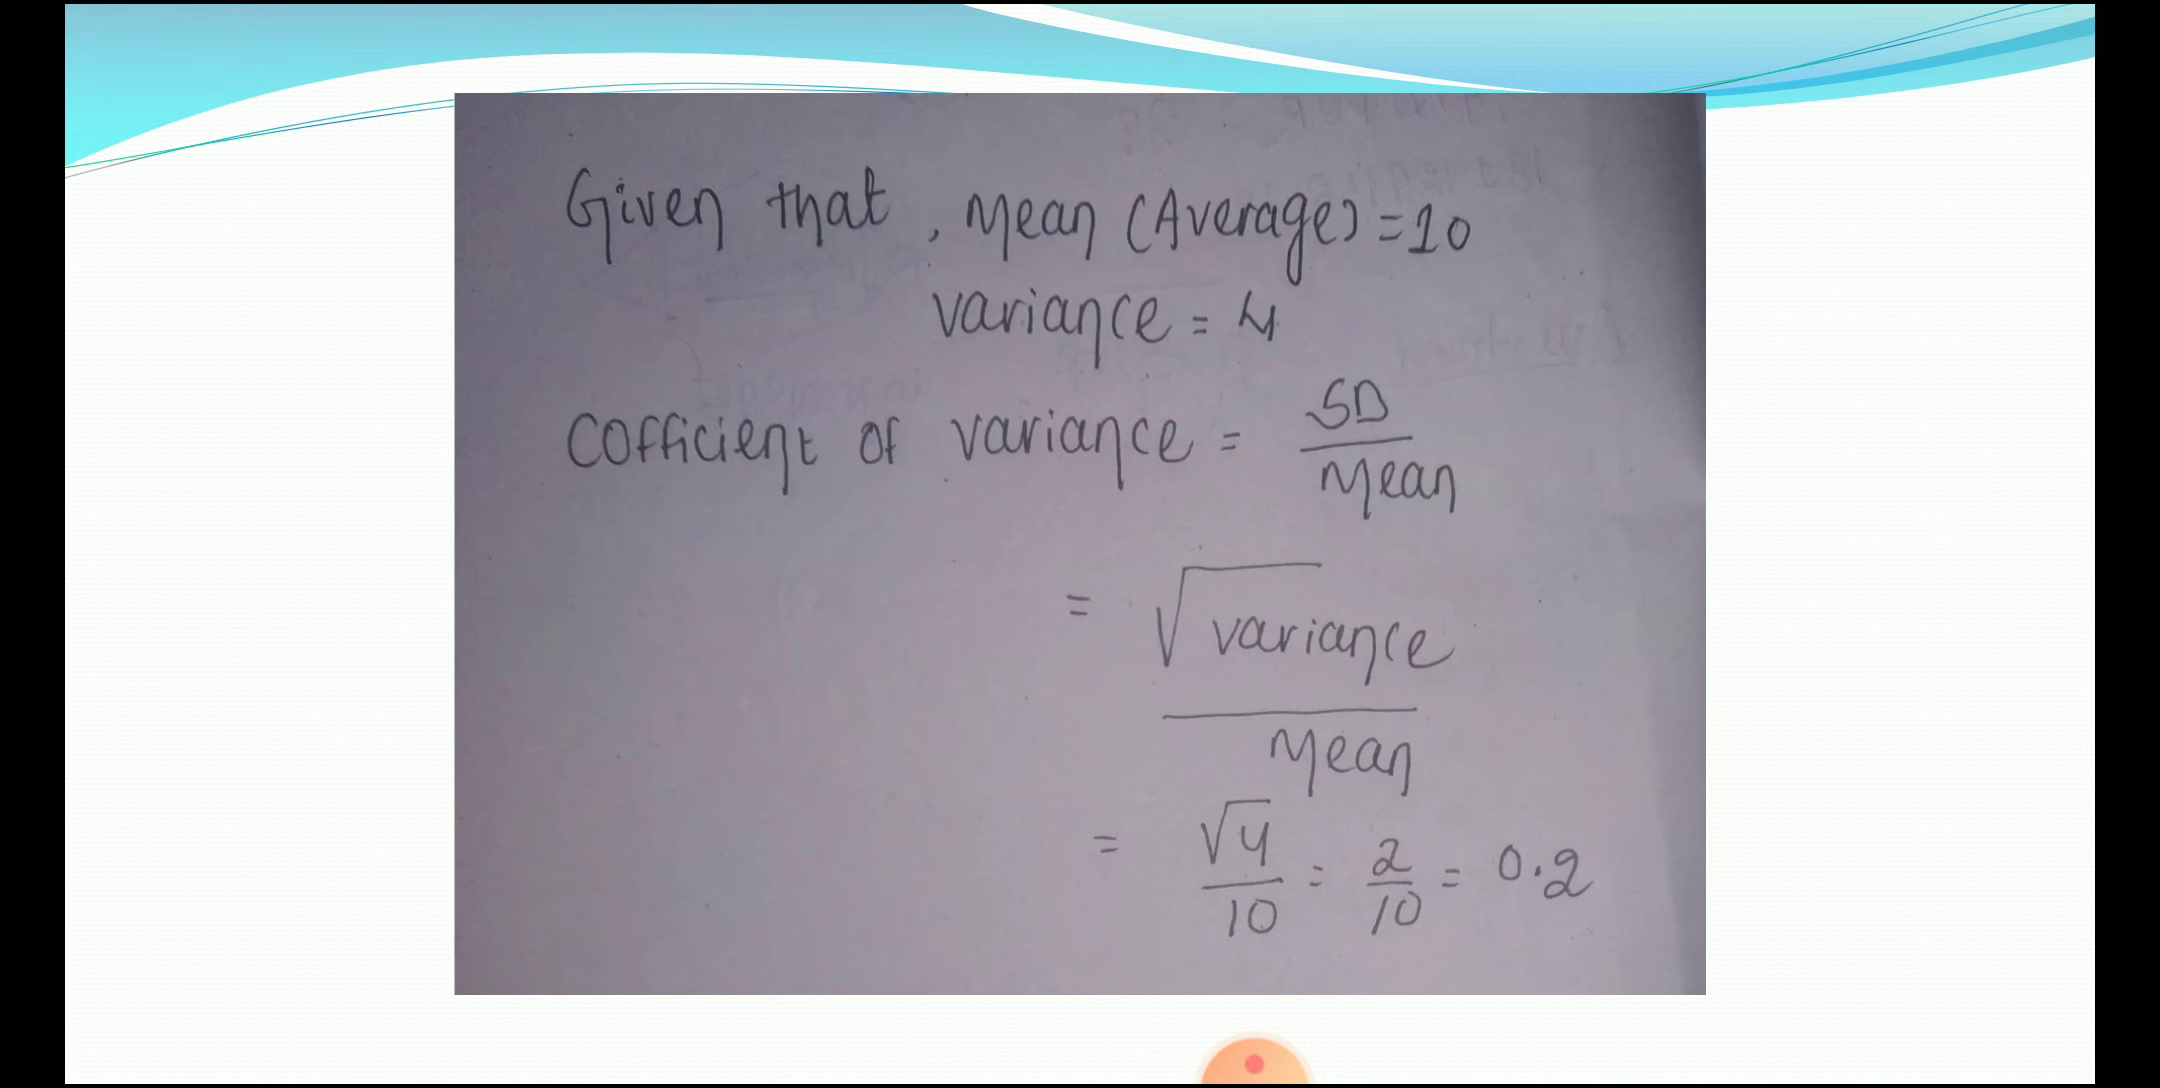 Given that, Mean (Average) = 10
variance = 4
Cofficient of variance = SD / Mean
= √variance / Mean
= √4 / 10 = 2 / 10 = 0.2